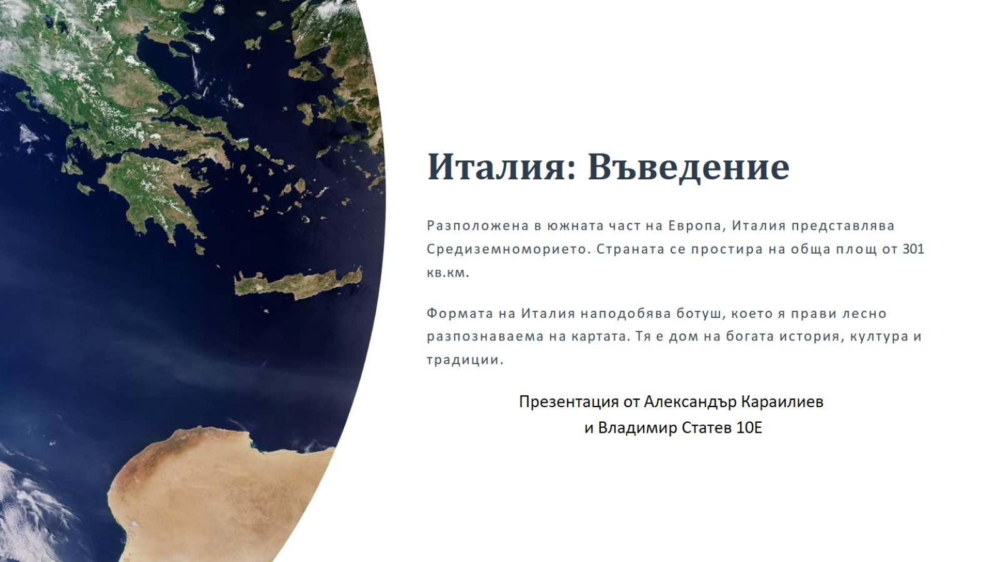 Италия: Въведение
Разположена в южната част на Европа, Италия представлява
Средиземноморието. Страната се простира на обща площ от 301
кв.км.
Формата на Италия наподобява ботуш, което я прави лесно
разпознаваема на картата. Тя е дом на богата история, култура и
традиции.
Презентация от Александър Караилиев
и Владимир Статев 10Е